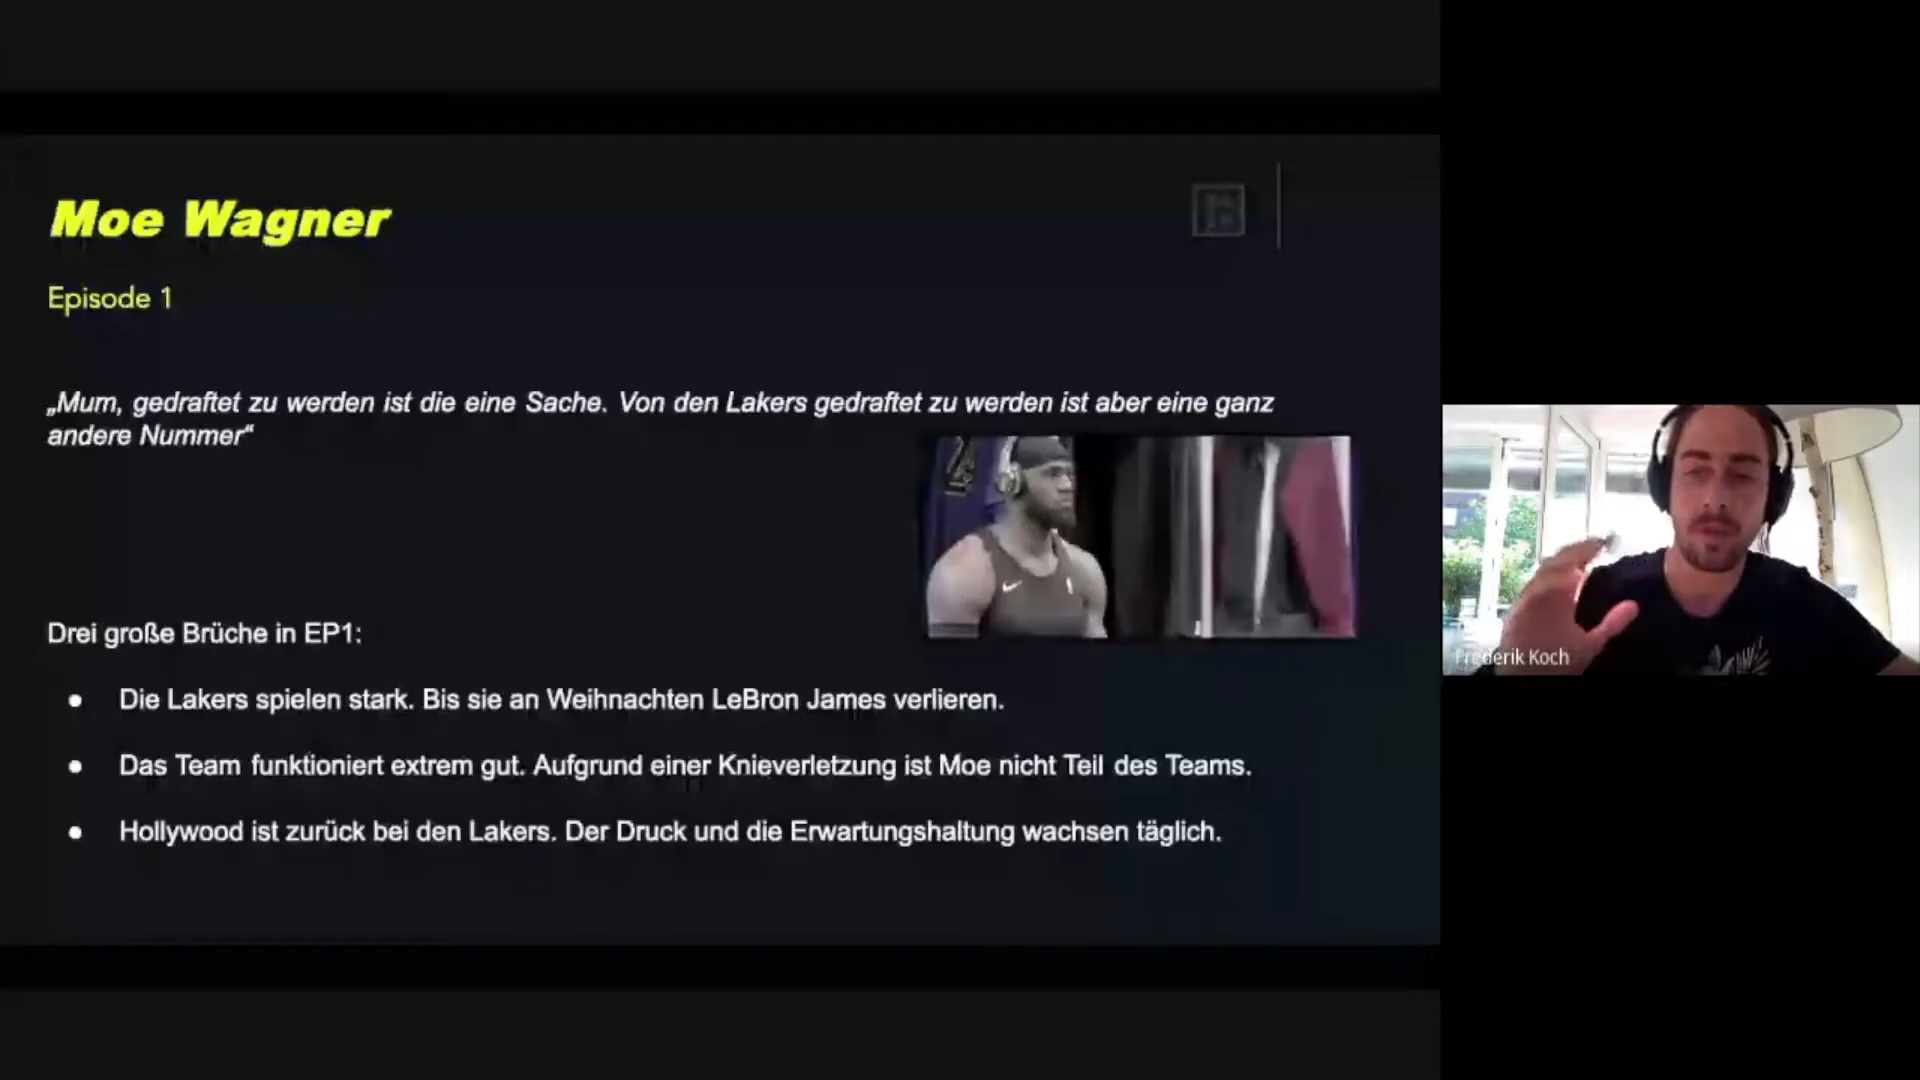 Moe Wagner
Episode 1
„Mum, gedraftet zu werden ist die eine Sache. Von den Lakers gedraftet zu werden ist aber eine ganz
andere Nummer“
Drei große Brüche in EP1:
● Die Lakers spielen stark. Bis sie an Weihnachten LeBron James verlieren.
● Das Team funktioniert extrem gut. Aufgrund einer Knieverletzung ist Moe nicht Teil des Teams.
● Hollywood ist zurück bei den Lakers. Der Druck und die Erwartungshaltung wachsen täglich.
Frederik Koch